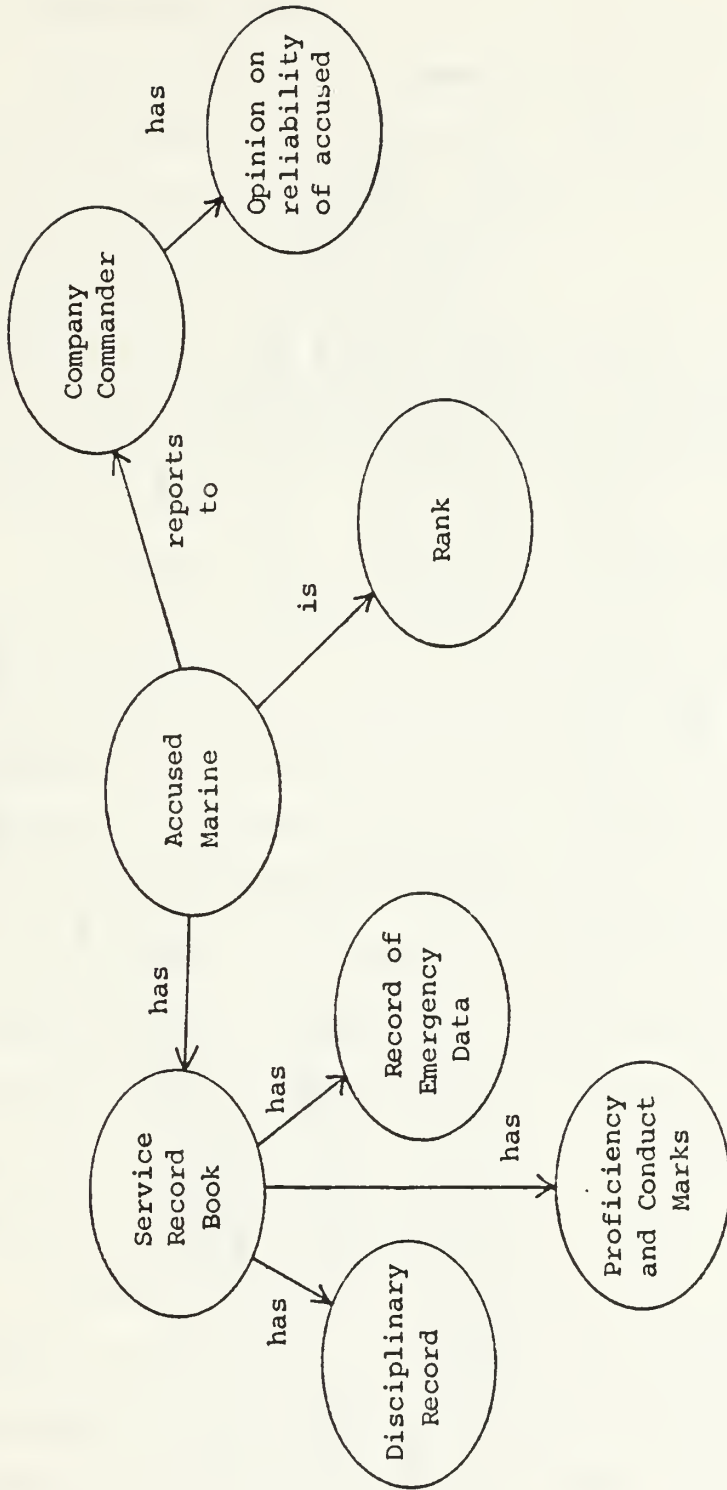 Company
Commander
has
Opinion on
reliability
of accused
reports
to
Accused
Marine
is
Rank
has
Service
Record
Book
has
Record of
Emergency
Data
has
Disciplinary
Record
has
Proficiency
and Conduct
Marks